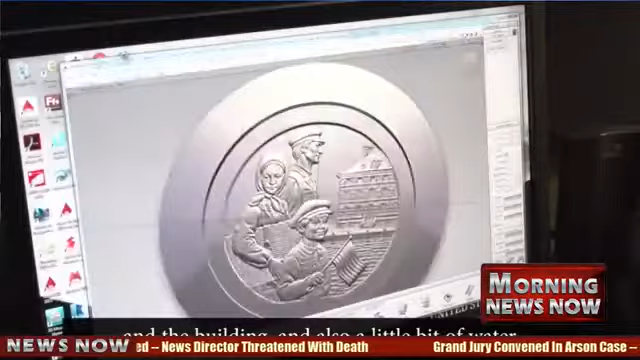 MORNING
NEWS NOW
and the building, and also a little bit of water
NEWS NOW ed -- News Director Threatened With Death Grand Jury Convened In Arson Case --